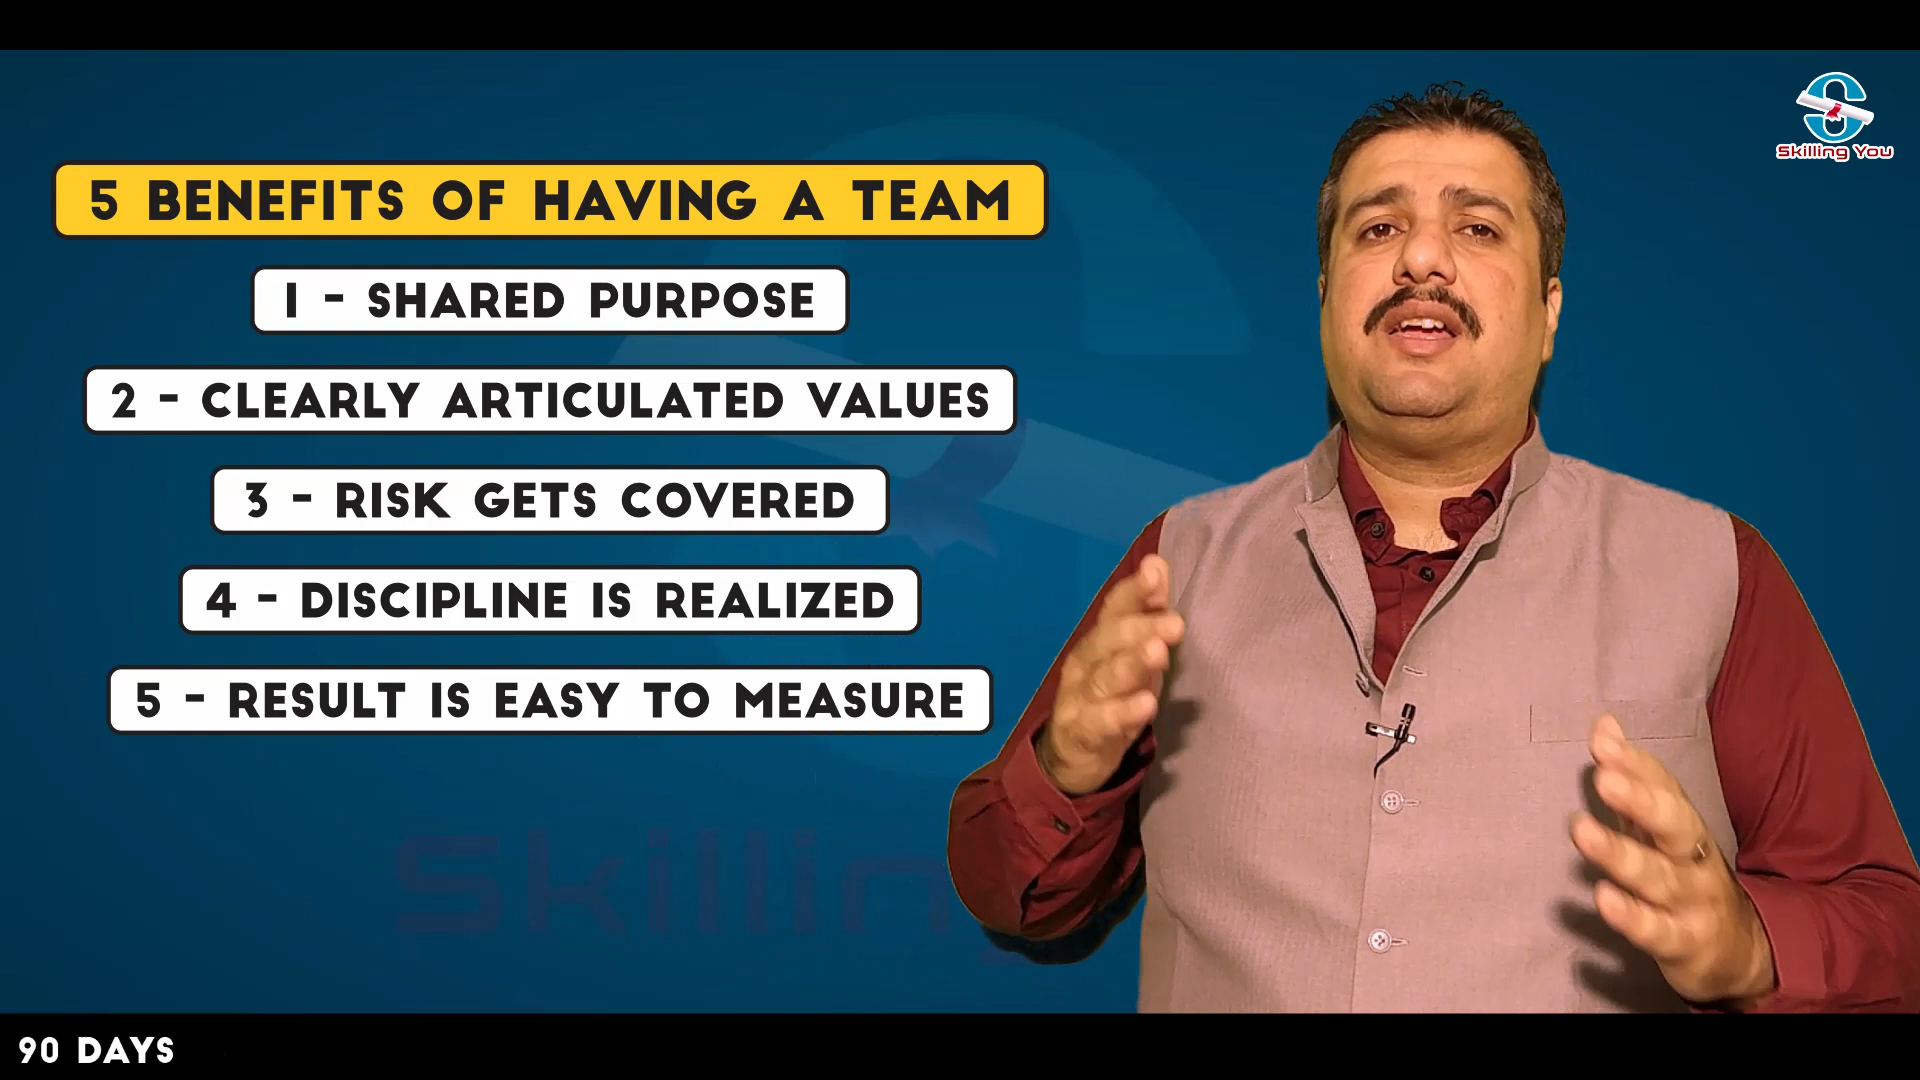 Skilling You
5 BENEFITS OF HAVING A TEAM
1 - SHARED PURPOSE
2 - CLEARLY ARTICULATED VALUES
3 - RISK GETS COVERED
4 - DISCIPLINE IS REALIZED
5 - RESULT IS EASY TO MEASURE
Skilling
90 DAYS